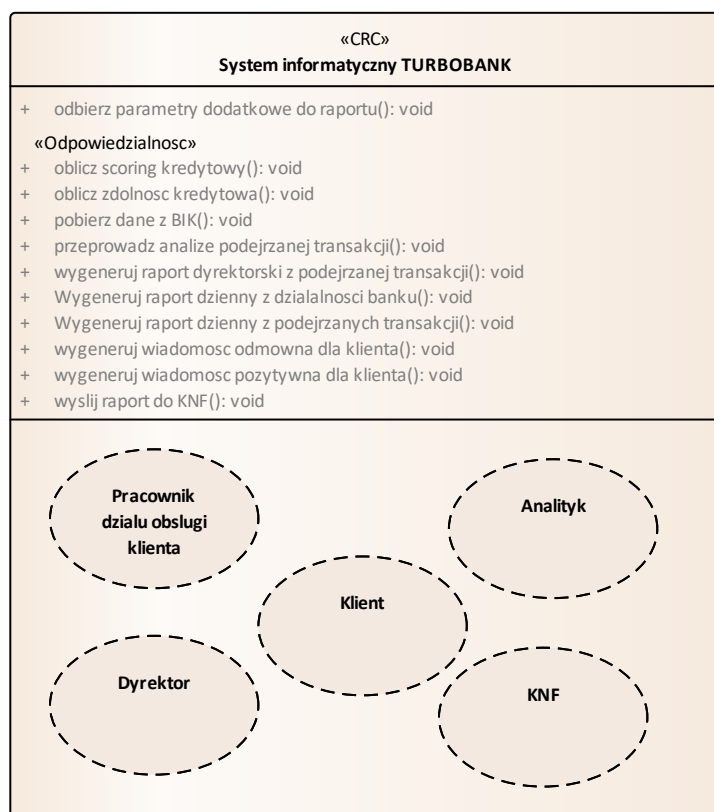 «CRC»
System informatyczny TURBOBANK
+ odbierz parametry dodatkowe do raportu(): void
«Odpowiedzialnosc»
+ oblicz scoring kredytowy(): void
+ oblicz zdolnosc kredytowa(): void
+ pobierz dane z BIK(): void
+ przeprowadz analize podejrzanej transakcji(): void
+ wygeneruj raport dyrektorski z podejrzanej transakcji(): void
+ Wygeneruj raport dzienny z dzialalnosci banku(): void
+ Wygeneruj raport dzienny z podejrzanych transakcji(): void
+ wygeneruj wiadomosc odmowna dla klienta(): void
+ wygeneruj wiadomosc pozytywna dla klienta(): void
+ wyslij raport do KNF(): void
Pracownik
dzialu obslugi
klienta
Analityk
Klient
Dyrektor
KNF